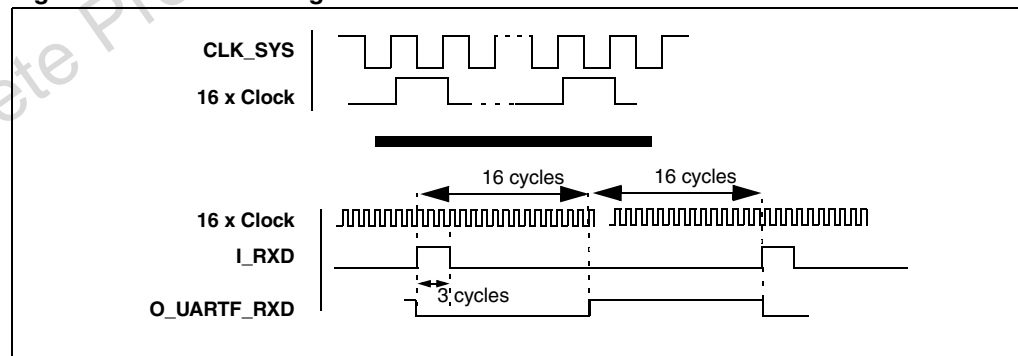 CLK_SYS
16 x Clock
16 cycles 16 cycles
16 x Clock
I_RXD
3 cycles
O_UARTF_RXD